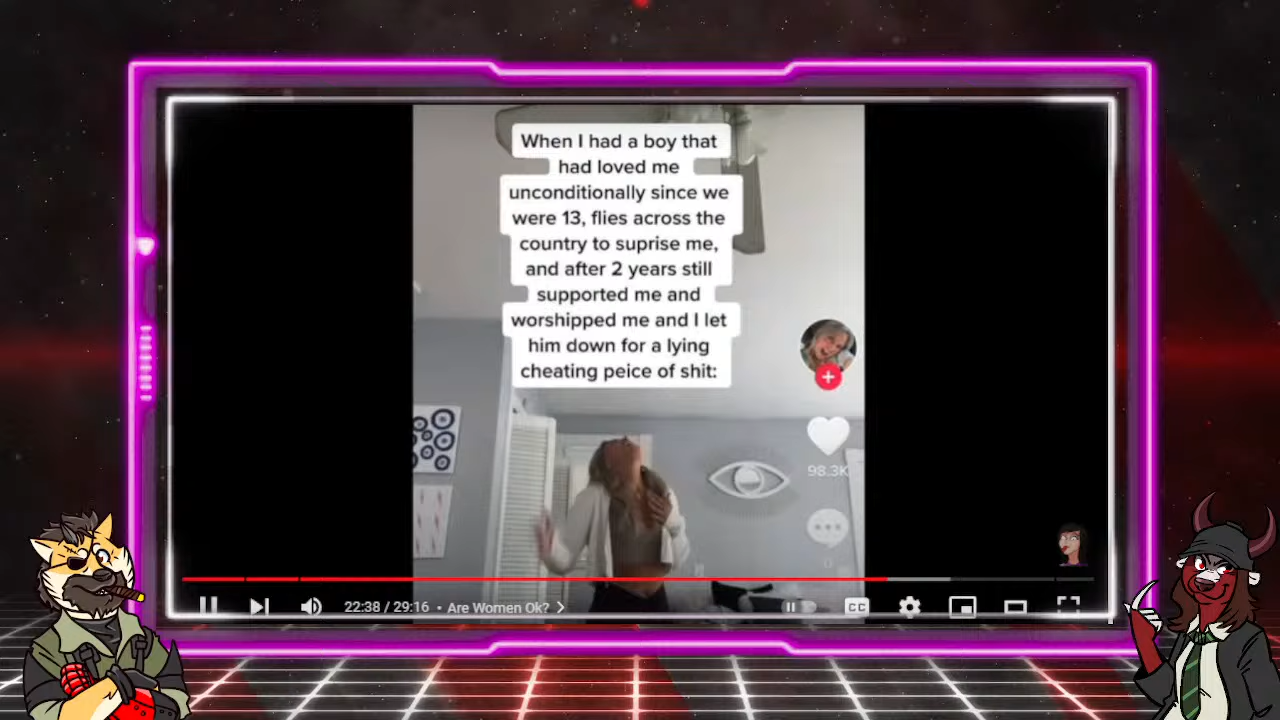 When I had a boy that
had loved me
unconditionally since we
were 13, flies across the
country to suprise me,
and after 2 years still
supported me and
worshipped me and I let
him down for a lying
cheating peice of shit:
98.3K
0
22:38 / 29:16 • Are Women Ok? >
CC